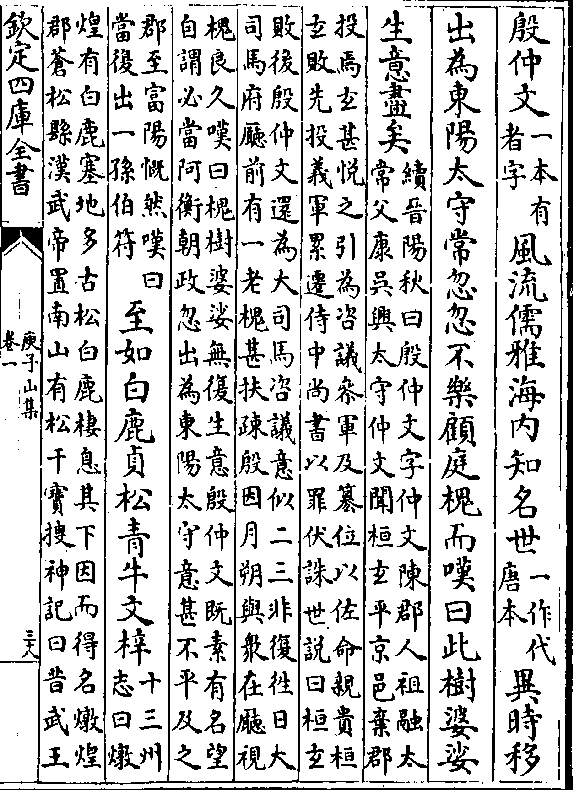 殷仲文一本有者字風流儒雅海内知名世一作代唐本異時移
出為東陽太守常忽忽不樂顧庭槐而嘆曰此樹婆娑
生意盡矣
續晉陽秋曰殷仲文字仲文陳郡人祖融太
常父康吳興太守仲文聞桓玄平京邑棄郡
投焉玄甚悦之引為咨議參軍及簒位以佐命親貴桓
玄敗先投義軍累遷侍中尚書以罪伏誅世説曰桓玄
敗後殷仲文還為大司馬咨議意似二三非復徃日大
司馬府廳前有一老槐甚扶疎殷因月朔與衆在廳視
槐良久嘆曰槐樹婆娑無復生意殷仲文既素有名望
自謂必當阿衡朝政忽出為東陽太守意甚不平及之
郡至富陽慨然嘆曰
當復出一孫伯符
至如白鹿貞松青牛文梓
十三州
志曰燉
煌有白鹿塞地多古松白鹿棲息其下因而得名燉煌
郡蒼松縣漢武帝置南山有松干寶搜神記曰昔武王
欽定四庫全書
庾子山集
卷一